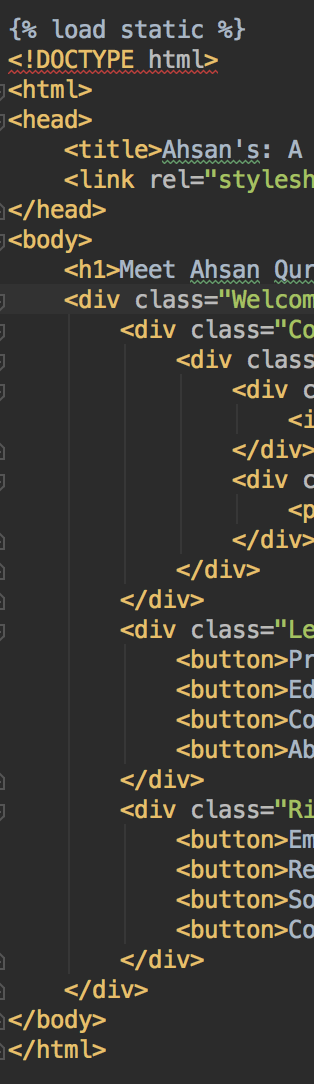 {% load static %}
<!DOCTYPE html>
<html>
<head>
<title>Ahsan's: A
<link rel="stylesh
</head>
<body>
<h1>Meet Ahsan Qur
<div class="Welcom
<div class="Co
<div class
<div c
<i
</div>
<div c
<p
</div>
</div>
</div>
<div class="Le
<button>Pr
<button>Ed
<button>Co
<button>Ab
</div>
<div class="Ri
<button>Em
<button>Re
<button>So
<button>Co
</div>
</div>
</body>
</html>